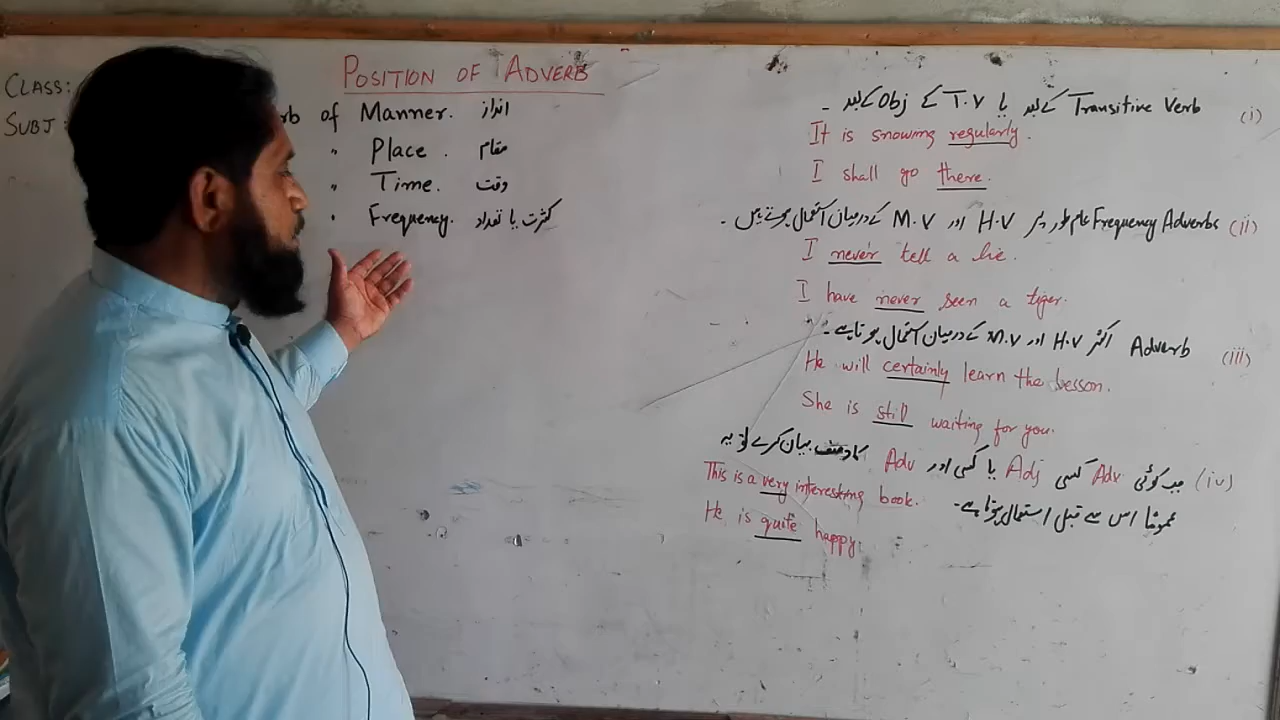 CLASS:
SUBJ
POSITION OF ADVERB
rb of Manner. انداز
" Place. مقام
" Time. وقت
" Frequency. کثرت یا تعداد
(i) Transitive Verb کے بعد یا T.V کے Obj کے بعد ۔
It is snowing regularly.
I shall go there.
(ii) Frequency Adverbs عام طور پر H.V اور M.V کے درمیان استعمال ہوتے ہیں ۔
I never tell a lie.
I have never seen a tiger.
(iii) Adverb اکثر H.V اور M.V کے درمیان استعمال ہوتا ہے ۔
He will certainly learn the lesson.
She is still waiting for you.
(iv) جب کوئی Adv کسی Adj یا کسی اور Adv کا وصف بیان کرے تو یہ
عموماً اس سے قبل استعمال ہوتا ہے ۔
This is a very interesting book.
He is quite happy.